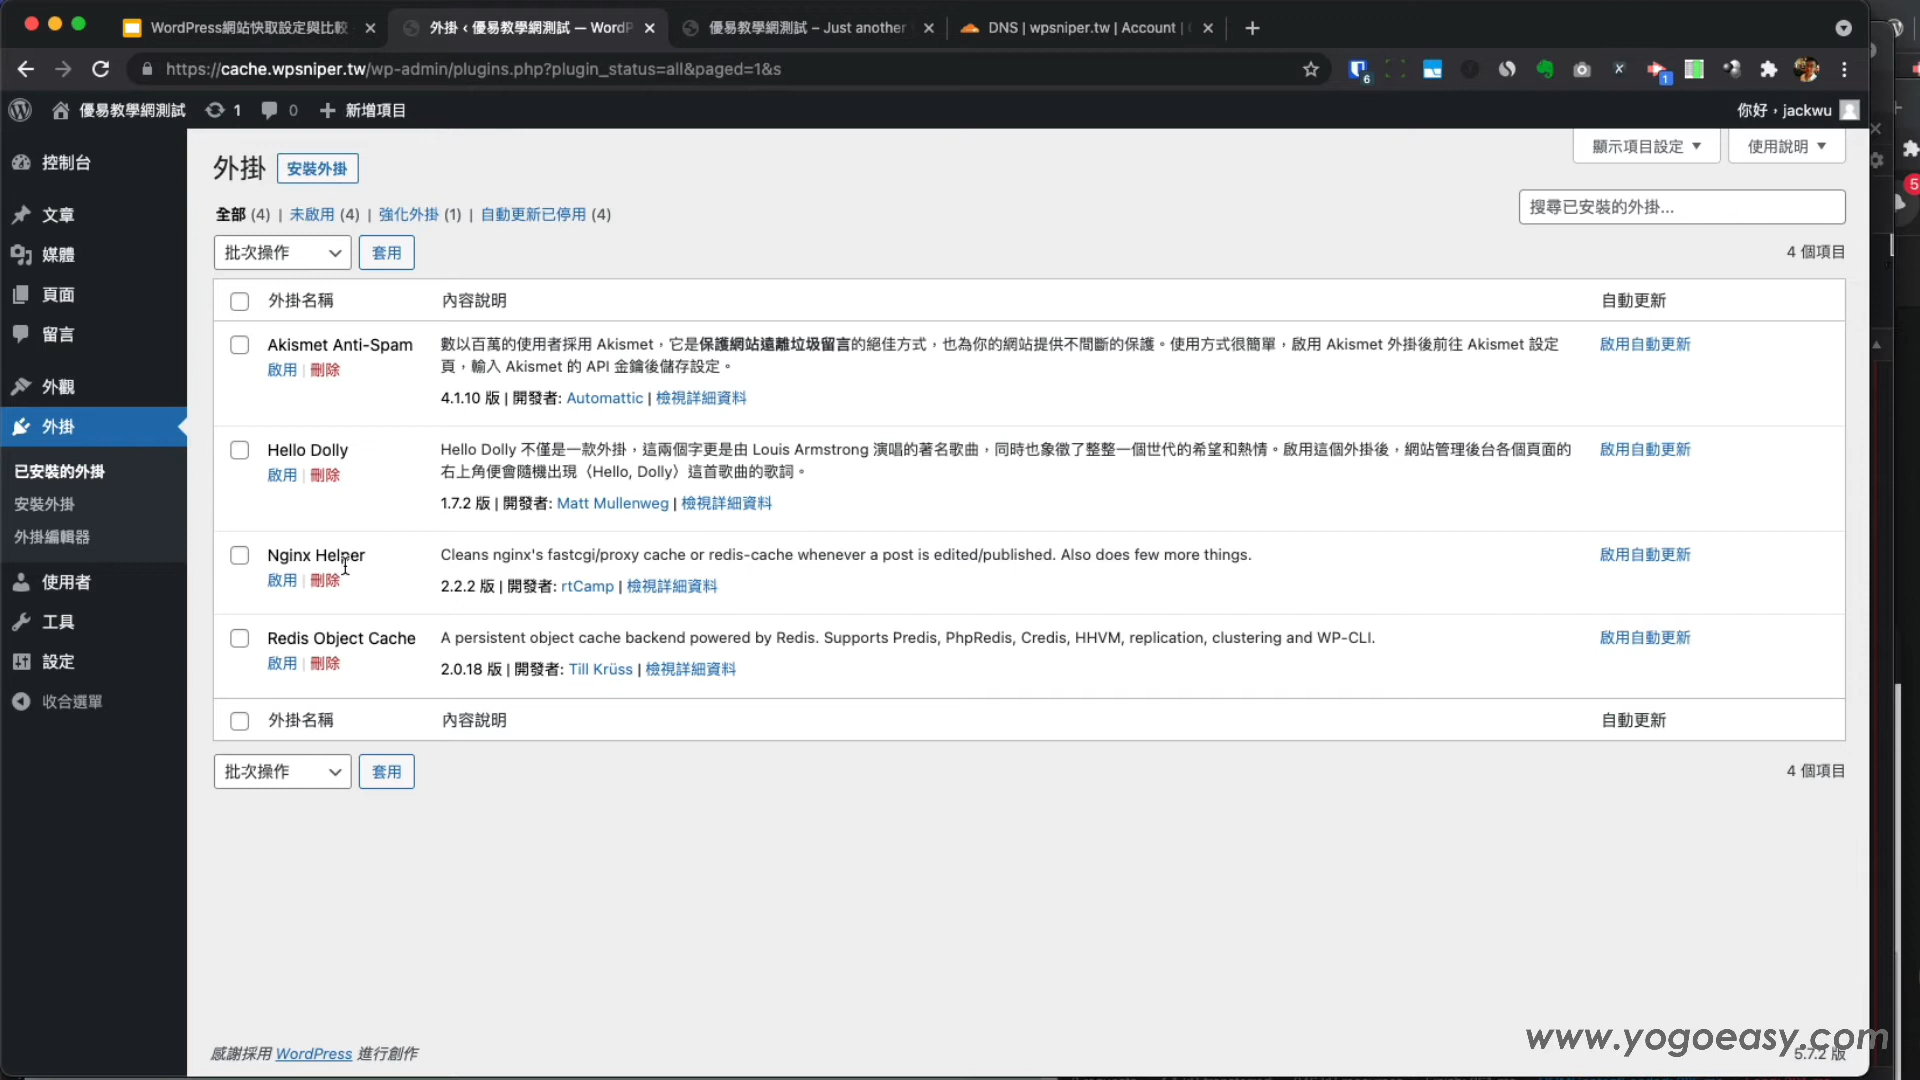 WordPress網站快取設定與比較
外掛 ‹ 優易教學網測試 — WordP
優易教學網測試 – Just another
DNS | wpsniper.tw | Account |
https://cache.wpsniper.tw/wp-admin/plugins.php?plugin_status=all&paged=1&s
6
1
優易教學網測試
1
0
新增項目
你好，jackwu
5
控制台
文章
媒體
頁面
留言
外觀
外掛
已安裝的外掛
安裝外掛
外掛編輯器
使用者
工具
設定
收合選單
外掛
安裝外掛
顯示項目設定
使用說明
全部 (4) | 未啟用 (4) | 強化外掛 (1) | 自動更新已停用 (4)
搜尋已安裝的外掛...
批次操作
套用
4 個項目
外掛名稱
內容說明
自動更新
Akismet Anti-Spam
啟用 | 刪除
數以百萬的使用者採用 Akismet，它是保護網站遠離垃圾留言的絕佳方式，也為你的網站提供不間斷的保護。使用方式很簡單，啟用 Akismet 外掛後前往 Akismet 設定
頁，輸入 Akismet 的 API 金鑰後儲存設定。
4.1.10 版 | 開發者: Automattic | 檢視詳細資料
啟用自動更新
Hello Dolly
啟用 | 刪除
Hello Dolly 不僅是一款外掛，這兩個字更是由 Louis Armstrong 演唱的著名歌曲，同時也象徵了整整一個世代的希望和熱情。啟用這個外掛後，網站管理後台各個頁面的
右上角便會隨機出現〈Hello, Dolly〉這首歌曲的歌詞。
1.7.2 版 | 開發者: Matt Mullenweg | 檢視詳細資料
啟用自動更新
Nginx Helper
啟用 | 刪除
Cleans nginx's fastcgi/proxy cache or redis-cache whenever a post is edited/published. Also does few more things.
2.2.2 版 | 開發者: rtCamp | 檢視詳細資料
啟用自動更新
Redis Object Cache
啟用 | 刪除
A persistent object cache backend powered by Redis. Supports Predis, PhpRedis, Credis, HHVM, replication, clustering and WP-CLI.
2.0.18 版 | 開發者: Till Krüss | 檢視詳細資料
啟用自動更新
外掛名稱
內容說明
自動更新
批次操作
套用
4 個項目
感謝採用 WordPress 進行創作
www.yogoeasy.com
5.7.2 版